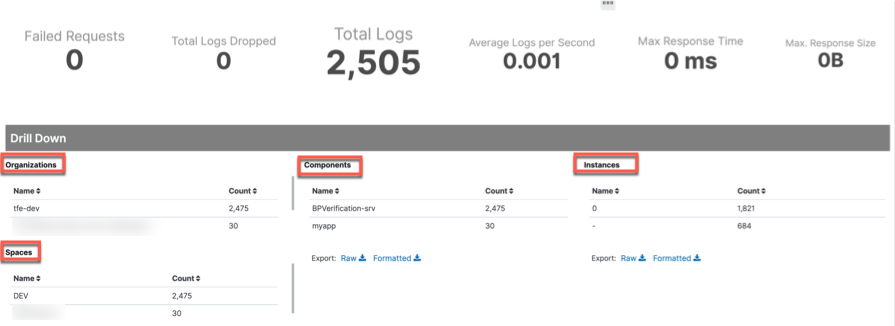 Failed Requests
0
Total Logs Dropped
0
Total Logs
2,505
Average Logs per Second
0.001
Max Response Time
0 ms
Max. Response Size
0B
Drill Down
Organizations
Name Count
tfe-dev 2,475
30
Spaces
Name Count
DEV 2,475
30
Components
Name Count
BPVerification-srv 2,475
myapp 30
Export: Raw Formatted
Instances
Name Count
0 1,821
- 684
Export: Raw Formatted